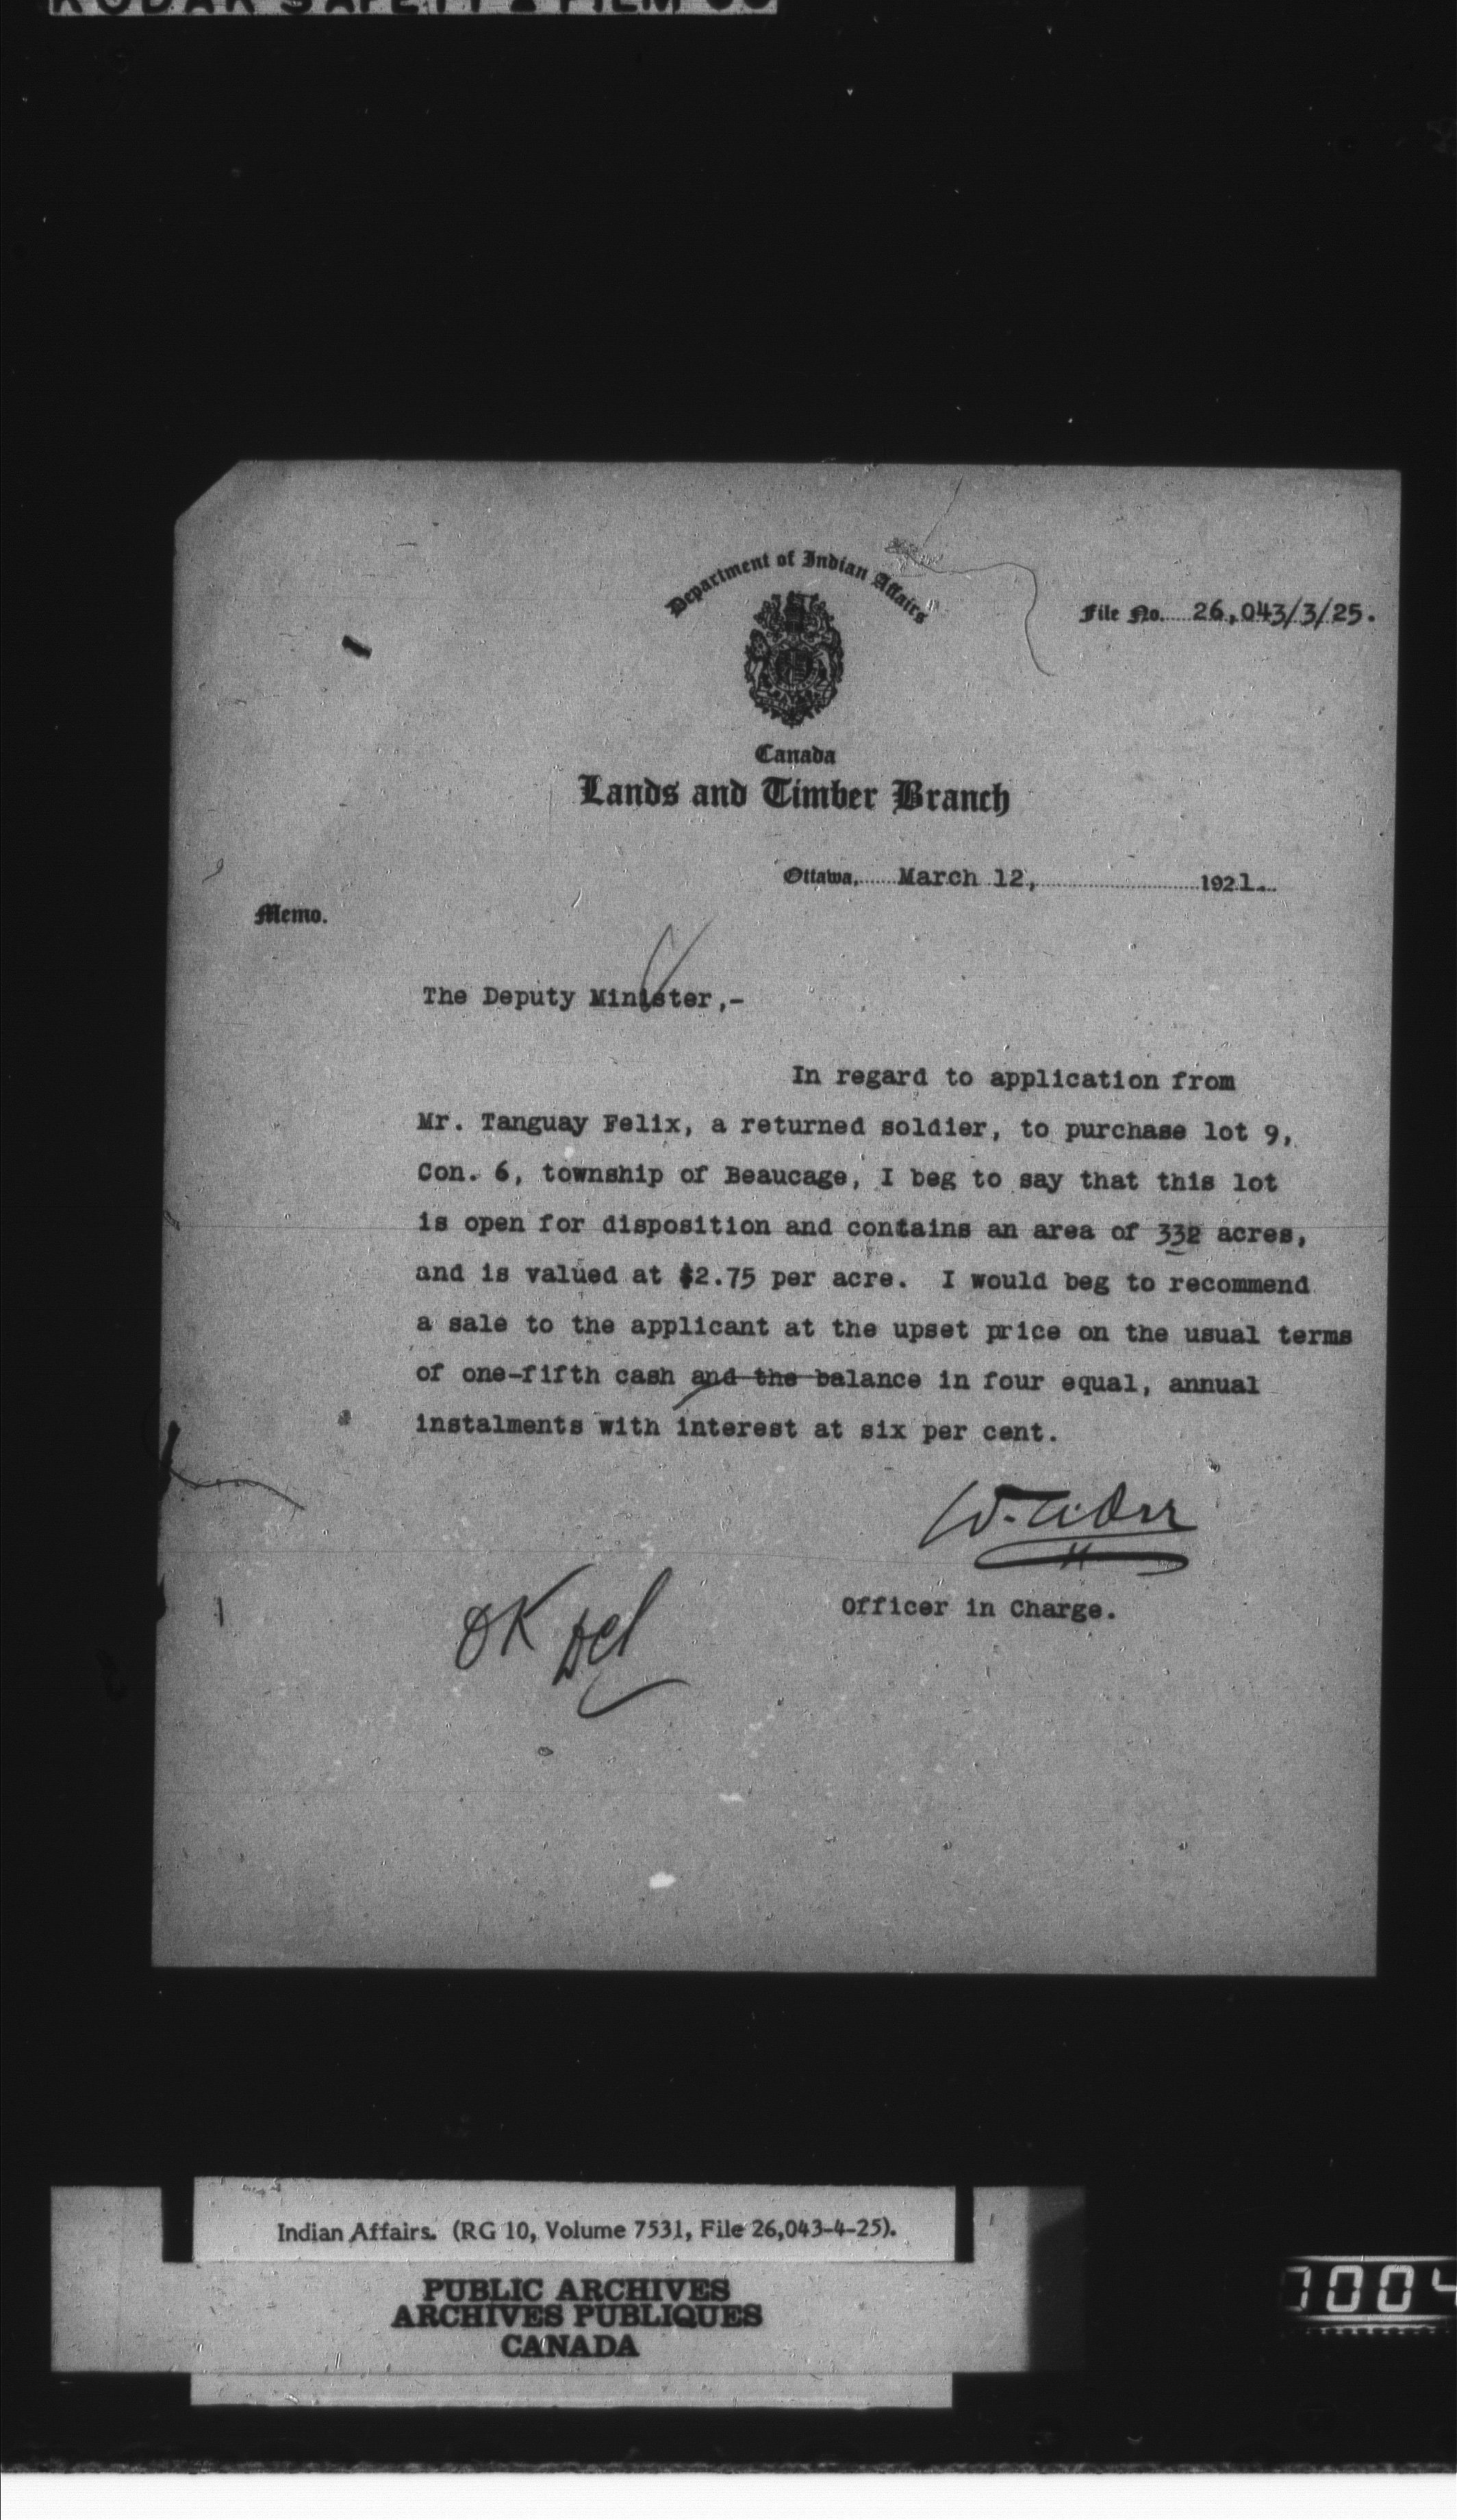 KODAK SAFETY FILM
Department of Indian Affairs
File No. 26,043/3/25.
Canada
Lands and Timber Branch
Ottawa, March 12, 1921.
Memo.
The Deputy Minister,-
In regard to application from
Mr. Tanguay Felix, a returned soldier, to purchase lot 9,
Con. 6, township of Beaucage, I beg to say that this lot
is open for disposition and contains an area of 332 acres,
and is valued at $2.75 per acre. I would beg to recommend
a sale to the applicant at the upset price on the usual terms
of one-fifth cash and the balance in four equal, annual
instalments with interest at six per cent.
W.A.Orr
Officer in Charge.
OK
Indian Affairs. (RG 10, Volume 7531, File 26,043-4-25).
PUBLIC ARCHIVES
ARCHIVES PUBLIQUES
CANADA